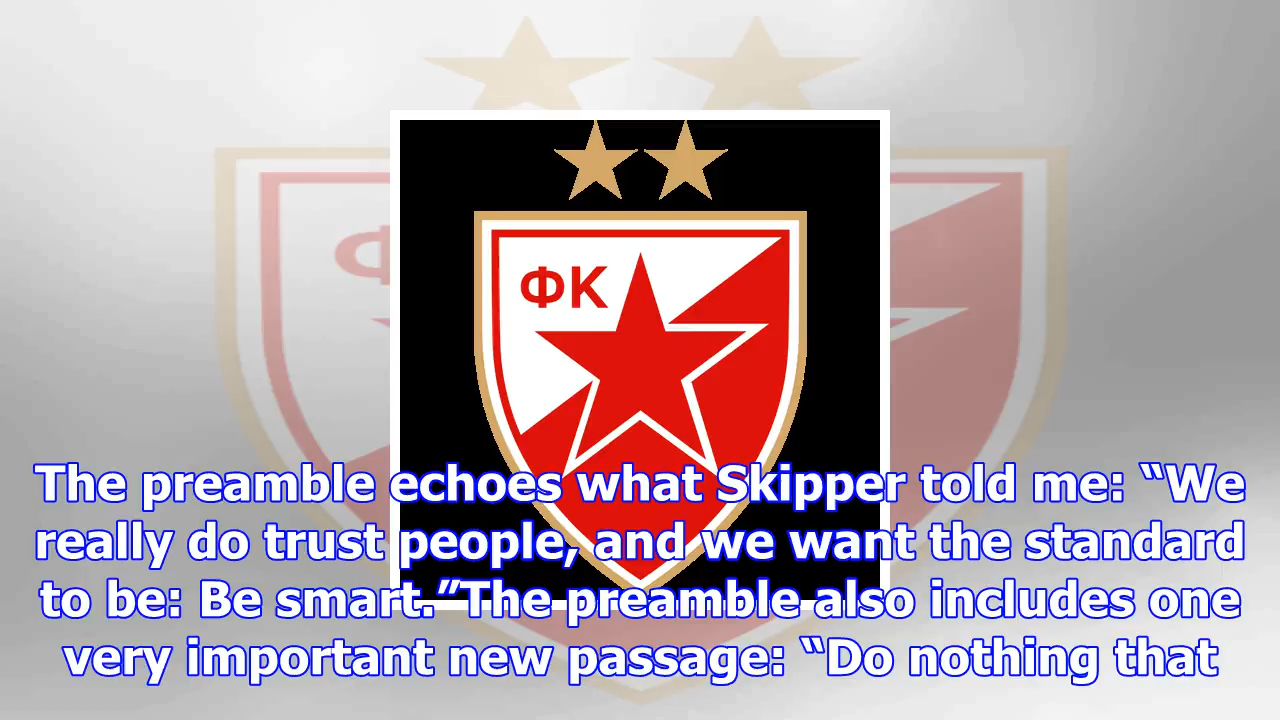 ФК
The preamble echoes what Skipper told me: “We
really do trust people, and we want the standard
to be: Be smart.”The preamble also includes one
very important new passage: “Do nothing that